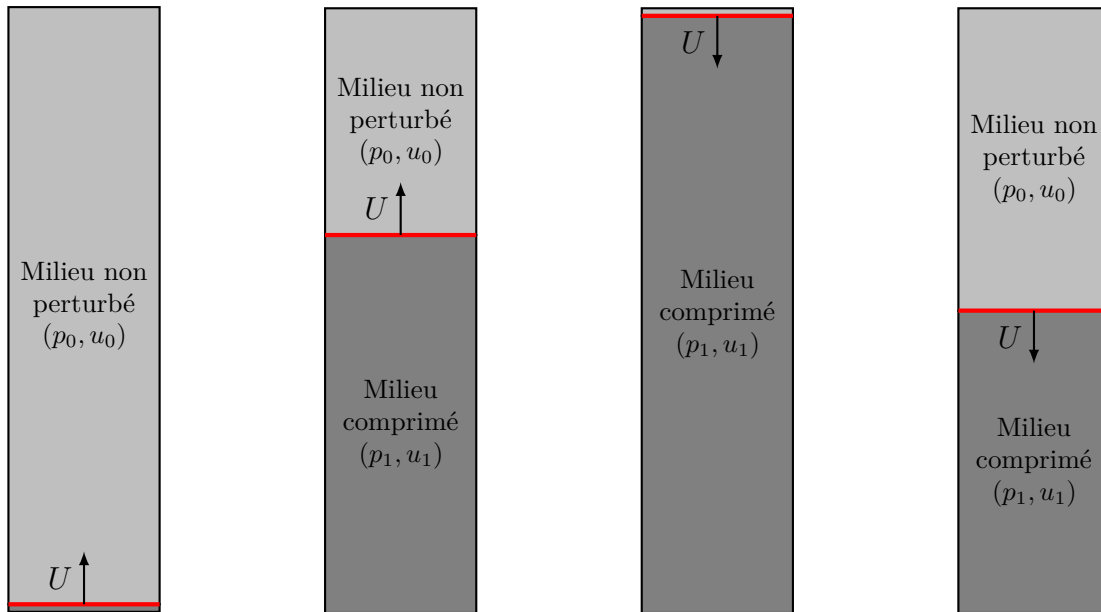 Milieu non
perturbé
(p₀, u₀)
U
Milieu non
perturbé
(p₀, u₀)
U
Milieu
comprimé
(p₁, u₁)
U
Milieu
comprimé
(p₁, u₁)
Milieu non
perturbé
(p₀, u₀)
U
Milieu
comprimé
(p₁, u₁)